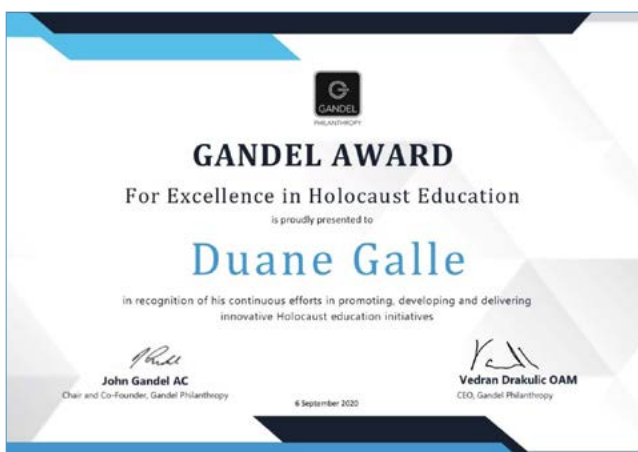 GANDEL
PHILANTHROPY
GANDEL AWARD
For Excellence in Holocaust Education
is proudly presented to
Duane Galle
in recognition of his continuous efforts in promoting, developing and delivering
innovative Holocaust education initiatives
John Gandel AC
Chair and Co-Founder, Gandel Philanthropy
6 September 2020
Vedran Drakulic OAM
CEO, Gandel Philanthropy